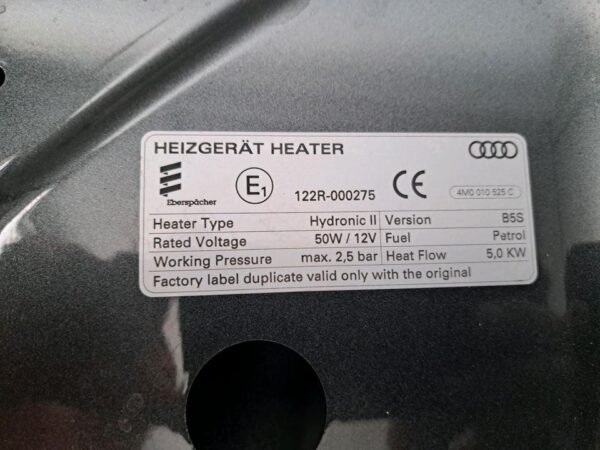 HEIZGERÄT HEATER
Eberspächer
E1
122R-000275
CE
4M0 010 525 C
Heater Type Hydronic II Version B5S
Rated Voltage 50W / 12V Fuel Petrol
Working Pressure max. 2,5 bar Heat Flow 5,0 KW
Factory label duplicate valid only with the original